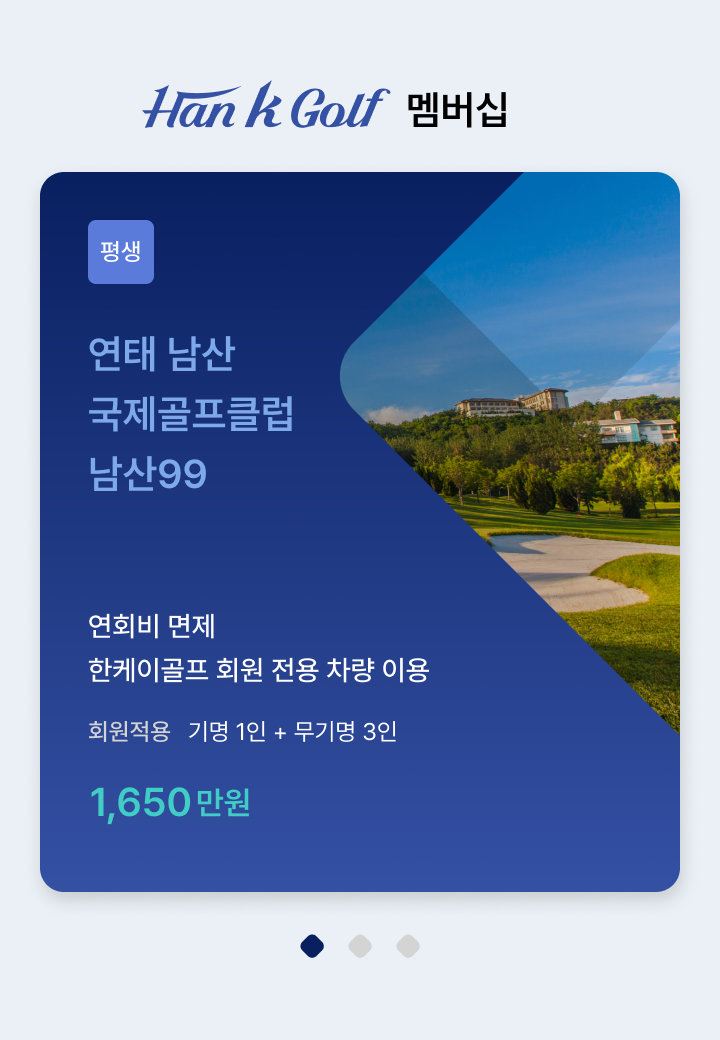 Han k Golf 멤버십
평생
연태 남산
국제골프클럽
남산99
연회비 면제
한케이골프 회원 전용 차량 이용
회원적용 기명 1인 + 무기명 3인
1,650만원